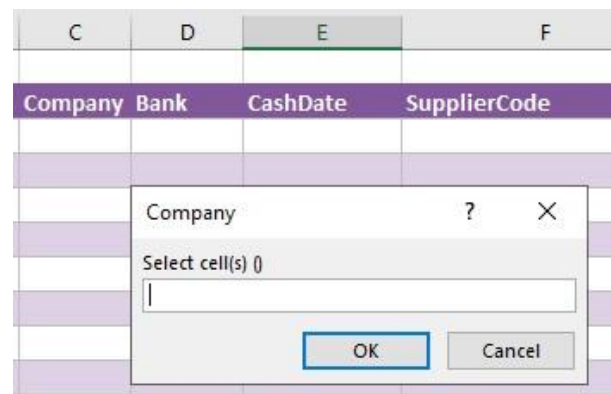 C D E F
Company Bank CashDate SupplierCode
Company ? X
Select cell(s) ()
OK Cancel